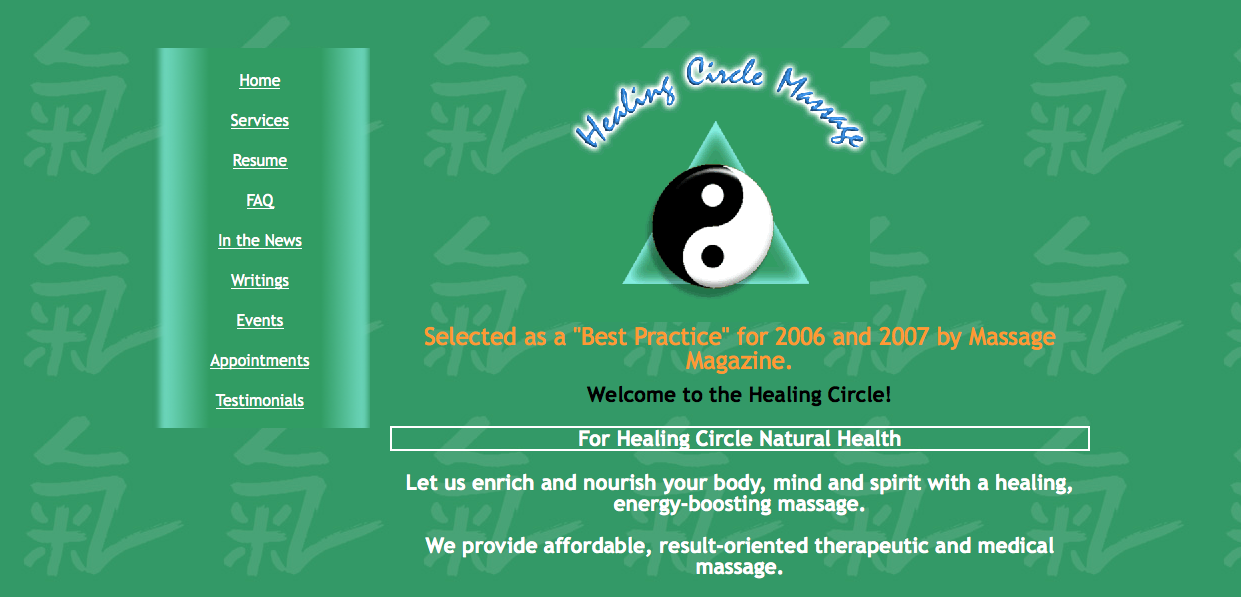 Home
Services
Resume
FAQ
In the News
Writings
Events
Appointments
Testimonials
Healing Circle Massage
Selected as a "Best Practice" for 2006 and 2007 by Massage
Magazine.
Welcome to the Healing Circle!
For Healing Circle Natural Health
Let us enrich and nourish your body, mind and spirit with a healing,
energy-boosting massage.
We provide affordable, result-oriented therapeutic and medical
massage.
氣